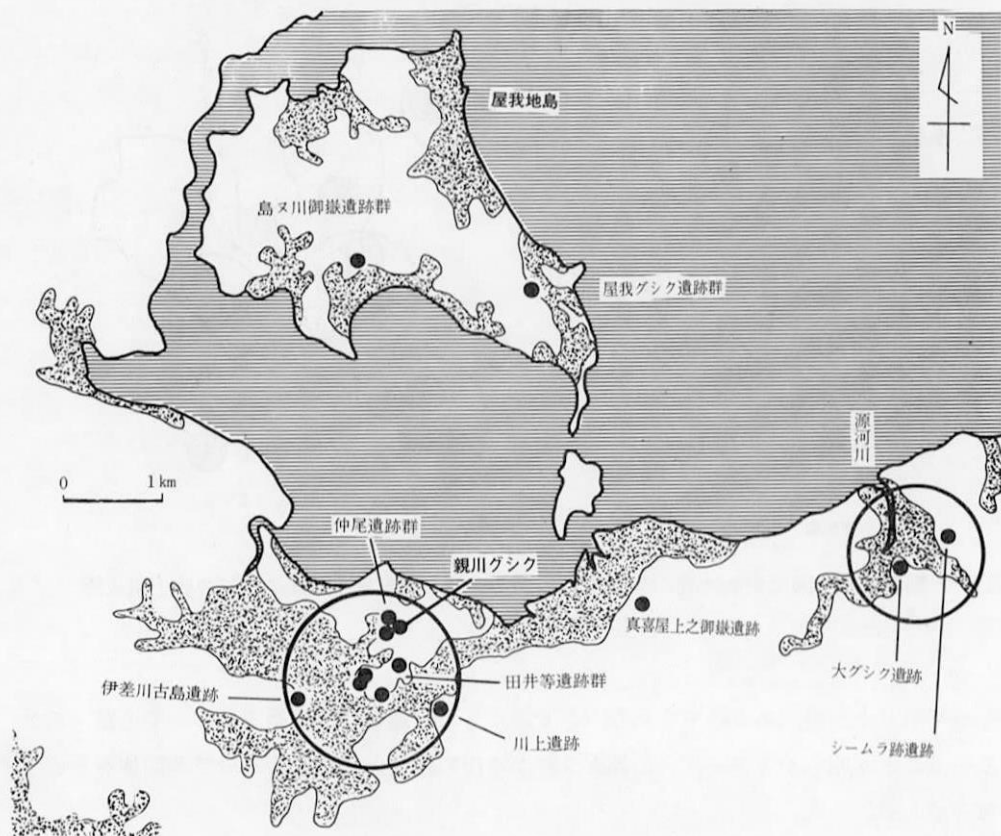 N
屋我地島
島ヌ川御嶽遺跡群
屋我グシク遺跡群
源河川
0 1km
仲尾遺跡群
親川グシク
真喜屋上之御嶽遺跡
伊差川古島遺跡
田井等遺跡群
大グシク遺跡
川上遺跡
シームラ跡遺跡